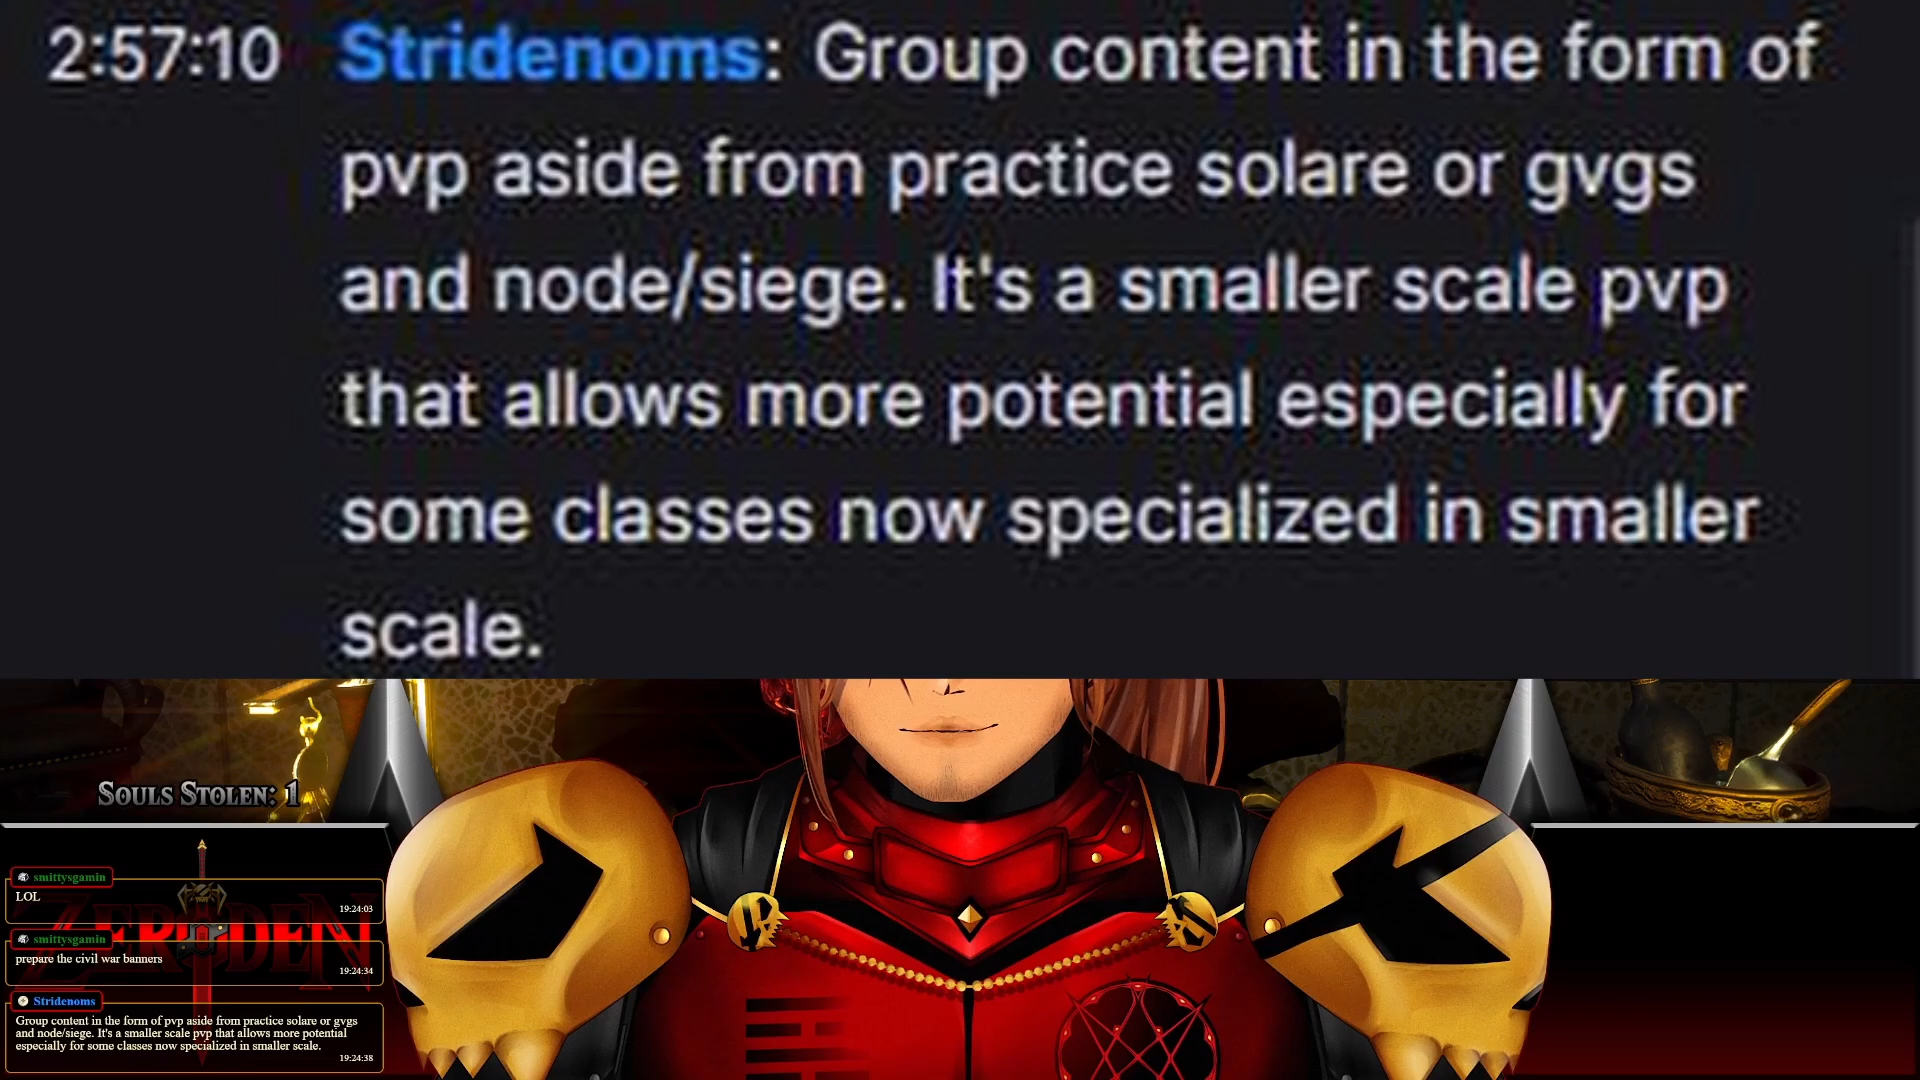 2:57:10 Stridenoms: Group content in the form of
pvp aside from practice solare or gvgs
and node/siege. It's a smaller scale pvp
that allows more potential especially for
some classes now specialized in smaller
scale.
Souls Stolen: 1
smittysgamin
LOL
19:24:03
ZERODEN
smittysgamin
prepare the civil war banners
19:24:34
Stridenoms
Group content in the form of pvp aside from practice solare or gvgs
and node/siege. It's a smaller scale pvp that allows more potential
especially for some classes now specialized in smaller scale.
19:24:38